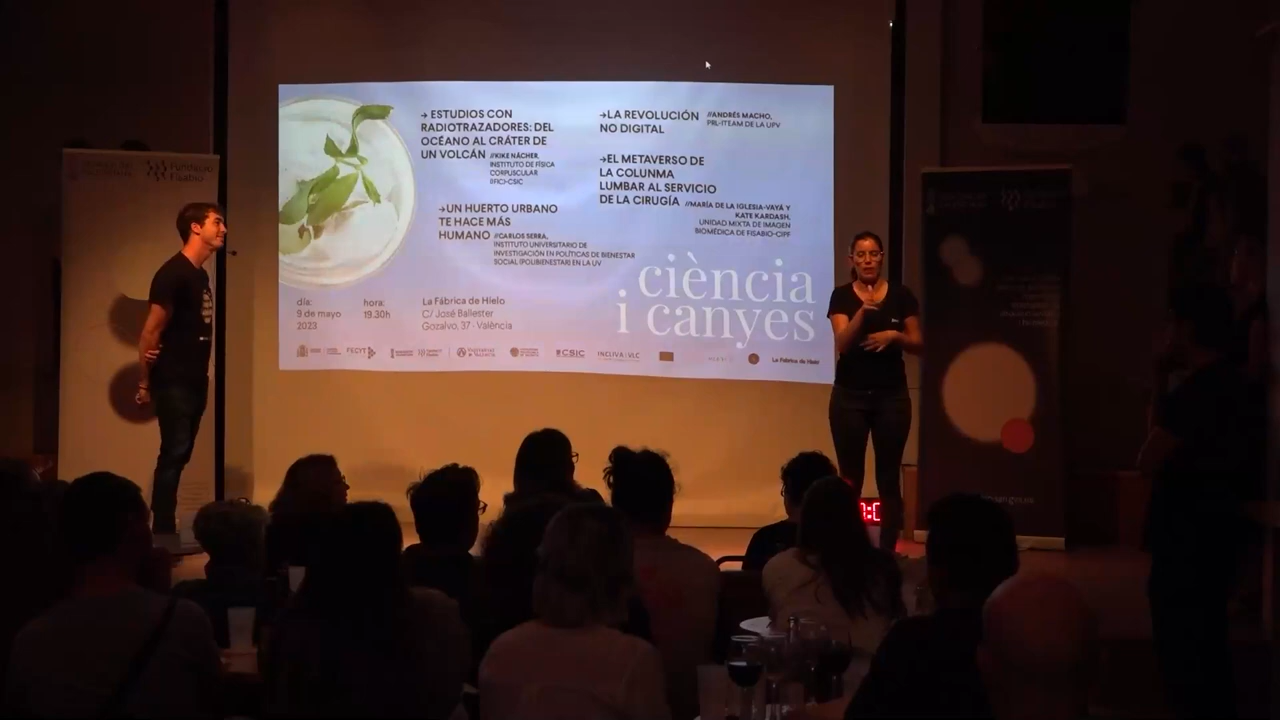 Fundació
Fisabio
→ ESTUDIOS CON
RADIOTRAZADORES: DEL
OCÉANO AL CRÁTER DE
UN VOLCÁN //KIKE NÁCHER,
INSTITUTO DE FÍSICA
CORPUSCULAR
(IFIC)-CSIC
→UN HUERTO URBANO
TE HACE MÁS
HUMANO //CARLOS SERRA,
INSTITUTO UNIVERSITARIO DE
INVESTIGACIÓN EN POLÍTICAS DE BIENESTAR
SOCIAL (POLIBIENESTAR) EN LA UV
→LA REVOLUCIÓN //ANDRÉS MACHO,
NO DIGITAL PRL-ITEAM DE LA UPV
→EL METAVERSO DE
LA COLUNMA
LUMBAR AL SERVICIO
DE LA CIRUGÍA //MARÍA DE LA IGLESIA-VAYÁ Y
KATE KARDASH,
UNIDAD MIXTA DE IMAGEN
BIOMÉDICA DE FISABIO-CIPF
ciència
i canyes
día:
9 de mayo
2023
hora:
19.30h
La Fábrica de Hielo
C/ José Ballester
Gozalvo, 37 · València
FECYT
CSIC
INCLIVA | VLC
La Fábrica de Hielo